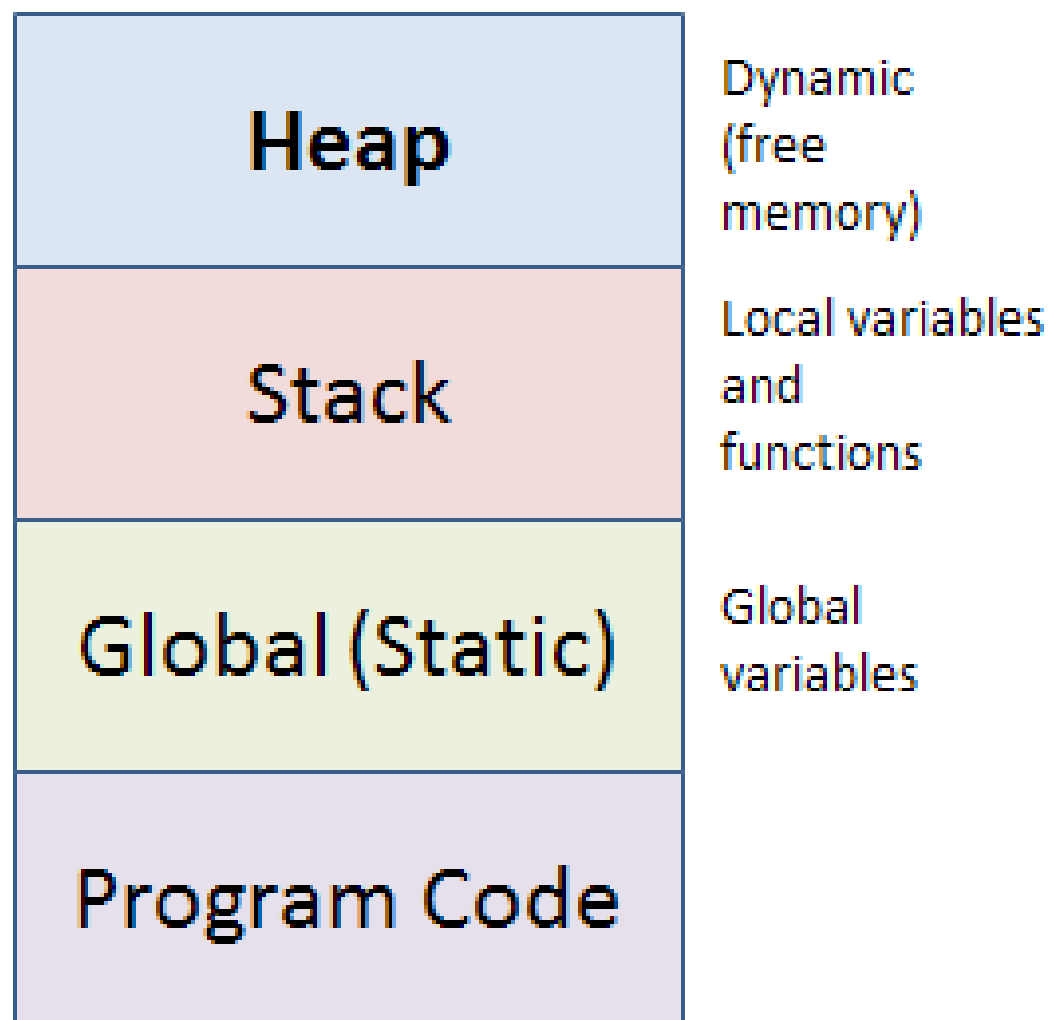 Heap
Dynamic
(free
memory)
Stack
Local variables
and
functions
Global (Static)
Global
variables
Program Code